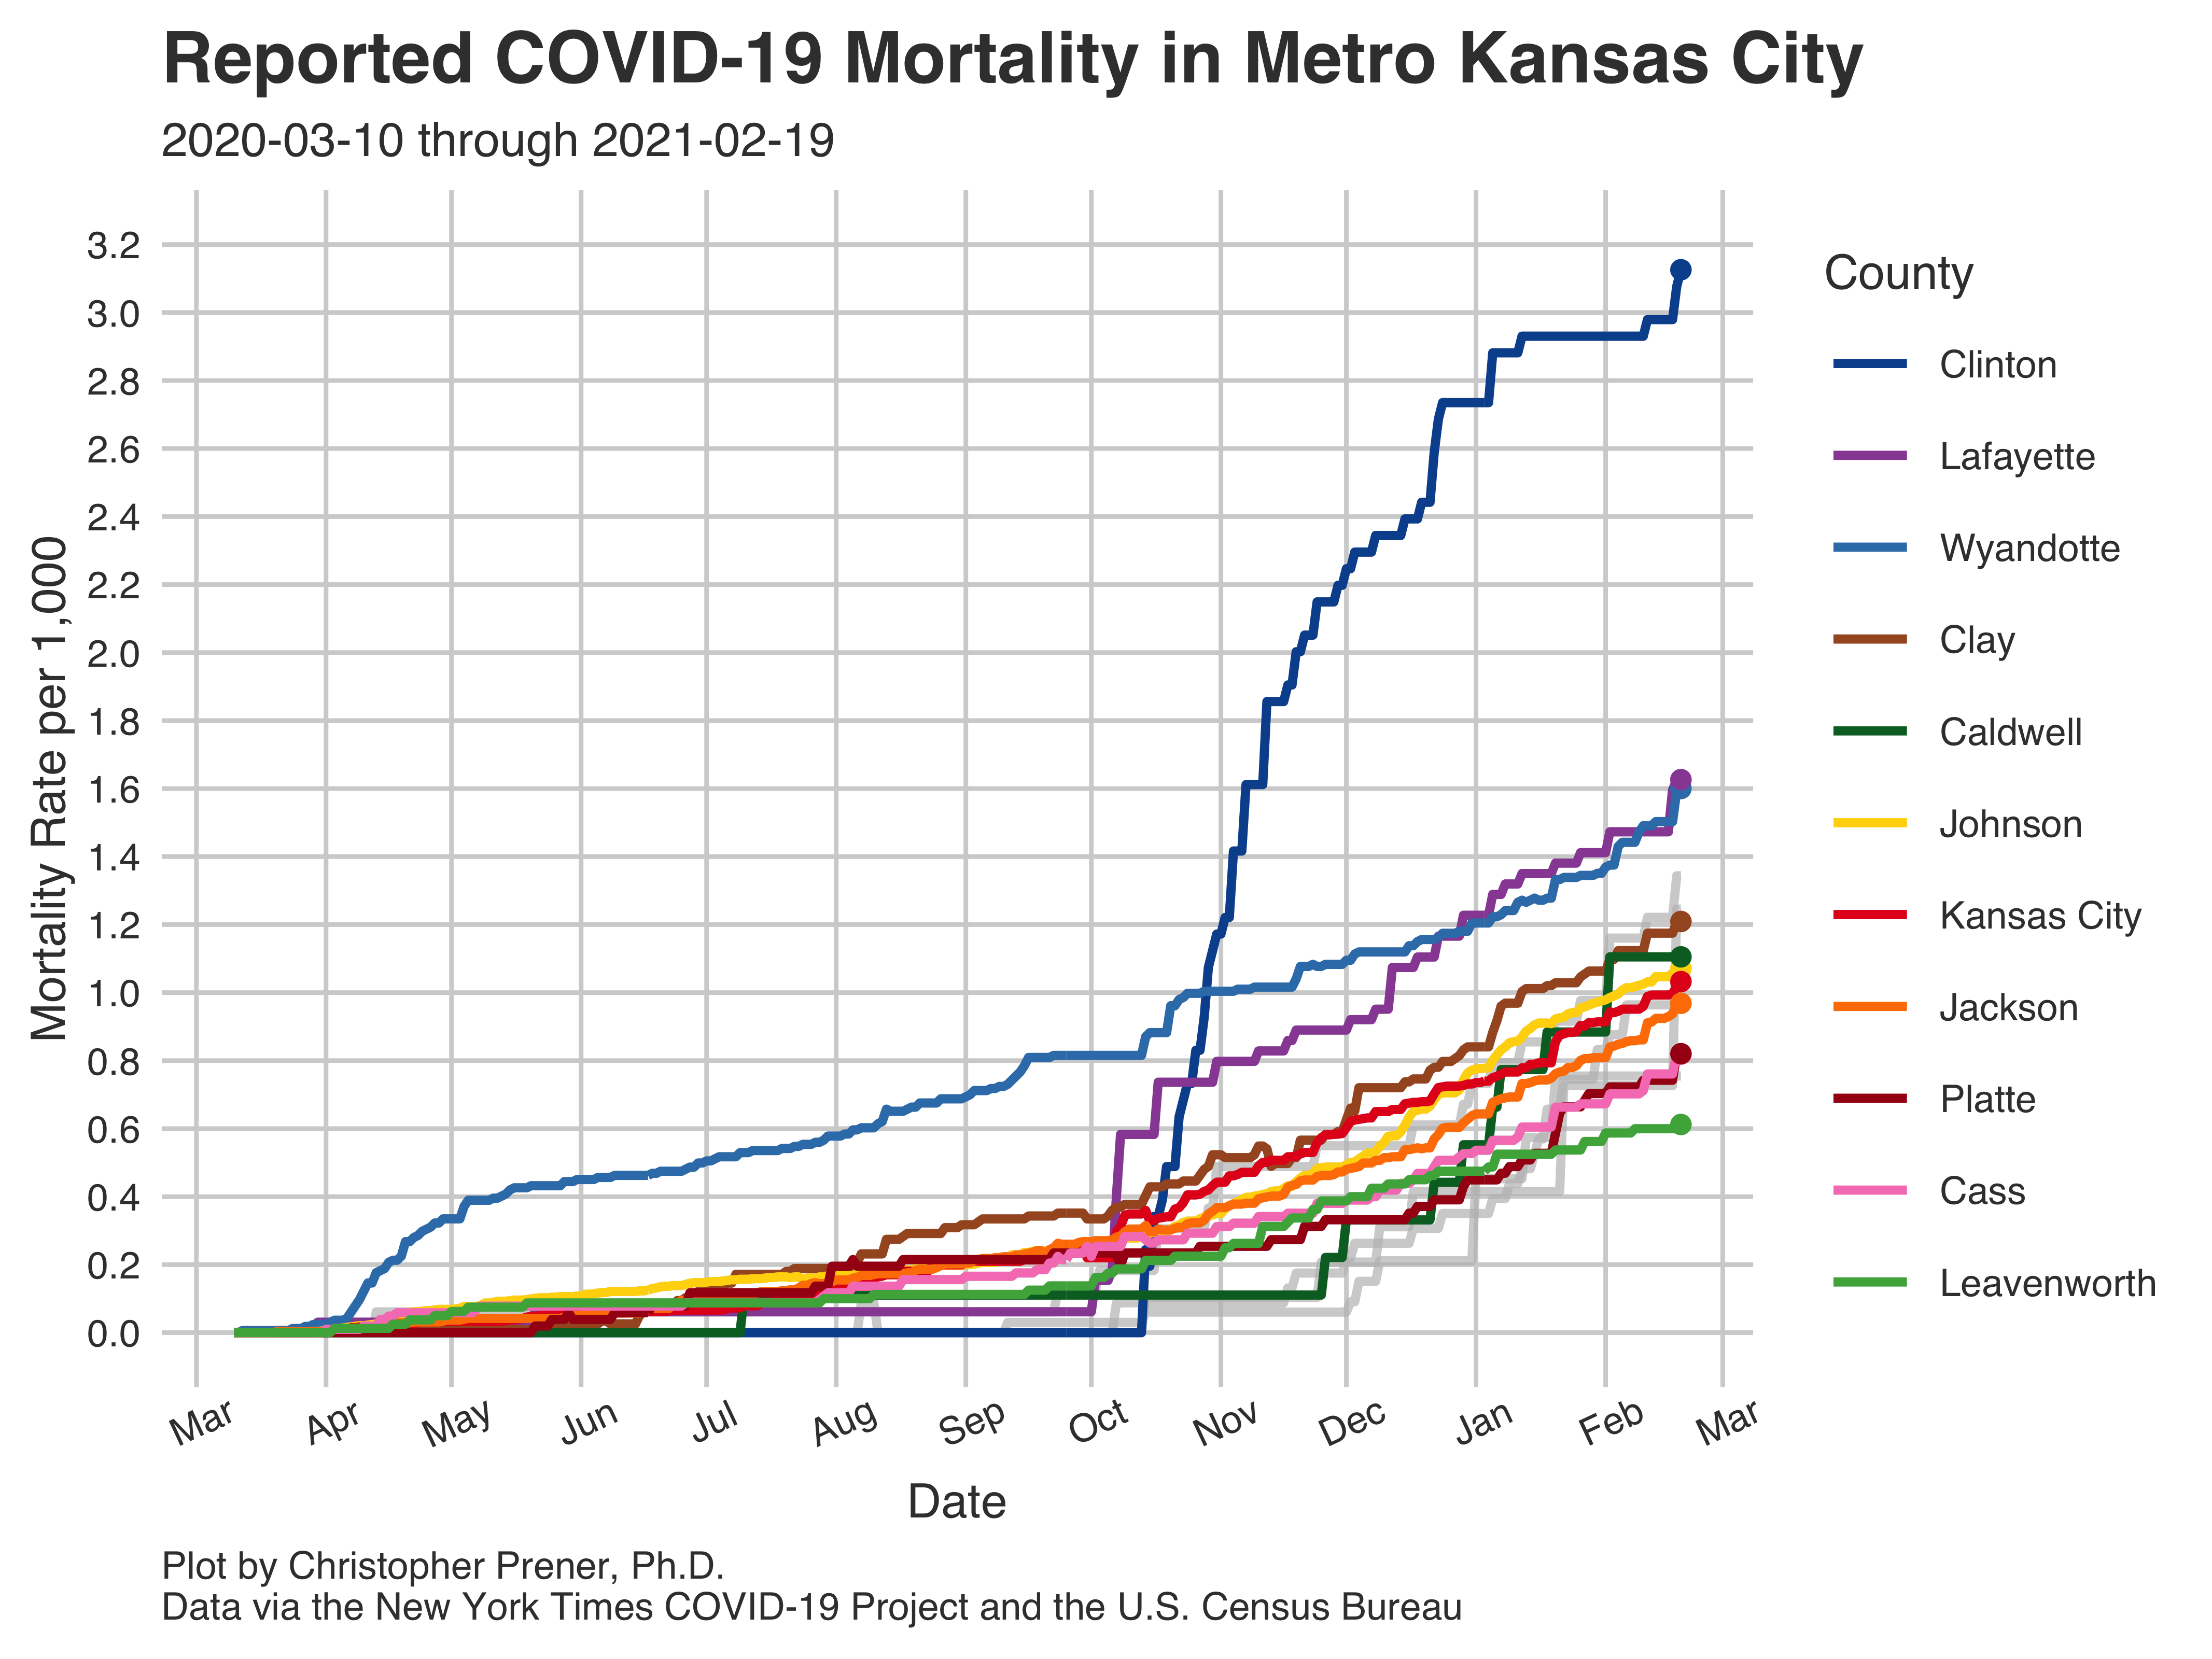 Reported COVID-19 Mortality in Metro Kansas City
2020-03-10 through 2021-02-19
Mortality Rate per 1,000
3.2
3.0
2.8
2.6
2.4
2.2
2.0
1.8
1.6
1.4
1.2
1.0
0.8
0.6
0.4
0.2
0.0
Mar
Apr
May
Jun
Jul
Aug
Sep
Oct
Nov
Dec
Jan
Feb
Mar
Date
County
Clinton
Lafayette
Wyandotte
Clay
Caldwell
Johnson
Kansas City
Jackson
Platte
Cass
Leavenworth
Plot by Christopher Prener, Ph.D.
Data via the New York Times COVID-19 Project and the U.S. Census Bureau